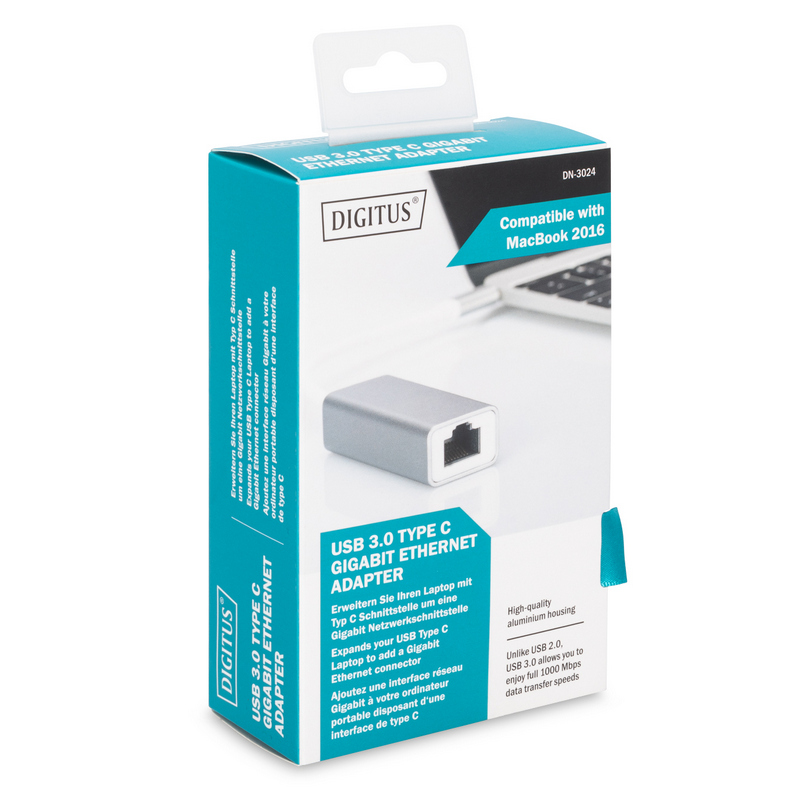 USB 3.0 TYPE C GIGABIT
ETHERNET ADAPTER
DN-3024
DIGITUS®
Compatible with
MacBook 2016
USB 3.0 TYPE C
GIGABIT ETHERNET
ADAPTER
Erweitern Sie Ihren Laptop mit
Typ C Schnittstelle um eine
Gigabit Netzwerkschnittstelle
Expands your USB Type C
Laptop to add a Gigabit
Ethernet connector
Ajoutez une interface réseau
Gigabit à votre ordinateur
portable disposant d'une
interface de type C
High-quality
aluminium housing
Unlike USB 2.0,
USB 3.0 allows you to
enjoy full 1000 Mbps
data transfer speeds
DIGITUS®
USB 3.0 TYPE C
GIGABIT ETHERNET
ADAPTER
Erweitern Sie Ihren Laptop mit Typ C Schnittstelle
um eine Gigabit Netzwerkschnittstelle
Expands your USB Type C Laptop to add a
Gigabit Ethernet connector
Ajoutez une interface réseau Gigabit à votre
ordinateur portable disposant d'une interface
de type C